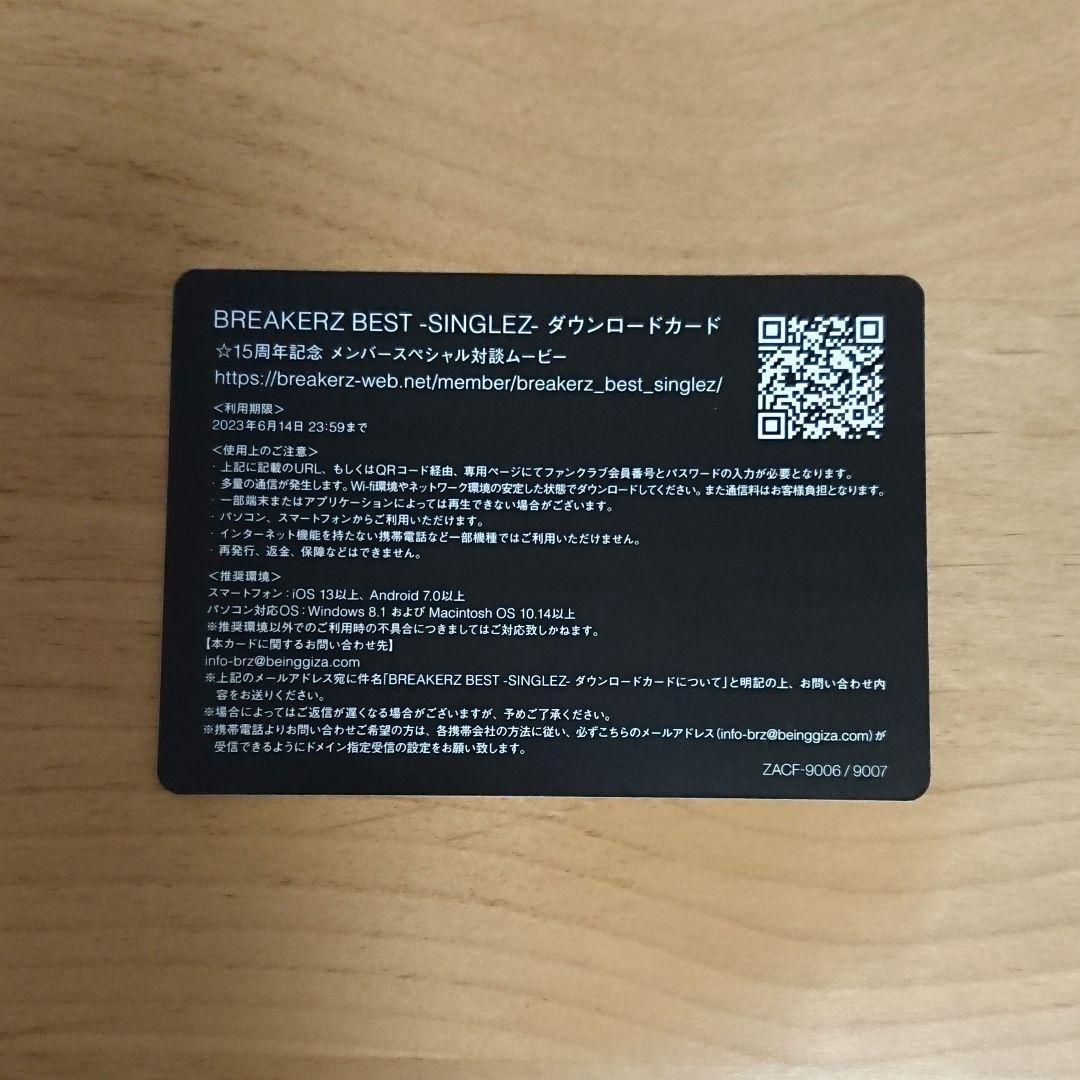 BREAKERZ BEST -SINGLEZ- ダウンロードカード
☆15周年記念 メンバースペシャル対談ムービー
https://breakerz-web.net/member/breakerz_best_singlez/
＜利用期限＞
2023年6月14日 23:59まで
＜使用上のご注意＞
・上記に記載のURL、もしくはQRコード経由、専用ページにてファンクラブ会員番号とパスワードの入力が必要となります。
・多量の通信が発生します。Wi-fi環境やネットワーク環境の安定した状態でダウンロードしてください。また通信料はお客様負担となります。
・一部端末またはアプリケーションによっては再生できない場合がございます。
・パソコン、スマートフォンからご利用いただけます。
・インターネット機能を持たない携帯電話など一部機種ではご利用いただけません。
・再発行、返金、保障などはできません。
＜推奨環境＞
スマートフォン：iOS 13以上、Android 7.0以上
パソコン対応OS：Windows 8.1 および Macintosh OS 10.14以上
※推奨環境以外でのご利用時の不具合につきましてはご対応致しかねます。
【本カードに関するお問い合わせ先】
info-brz@beinggiza.com
※上記のメールアドレス宛に件名「BREAKERZ BEST -SINGLEZ- ダウンロードカードについて」と明記の上、お問い合わせ内
容をお送りください。
※場合によってはご返信が遅くなる場合がございますが、予めご了承ください。
※携帯電話よりお問い合わせご希望の方は、各携帯会社の方法に従い、必ずこちらのメールアドレス（info-brz@beinggiza.com）が
受信できるようにドメイン指定受信の設定をお願い致します。
ZACF-9006 / 9007